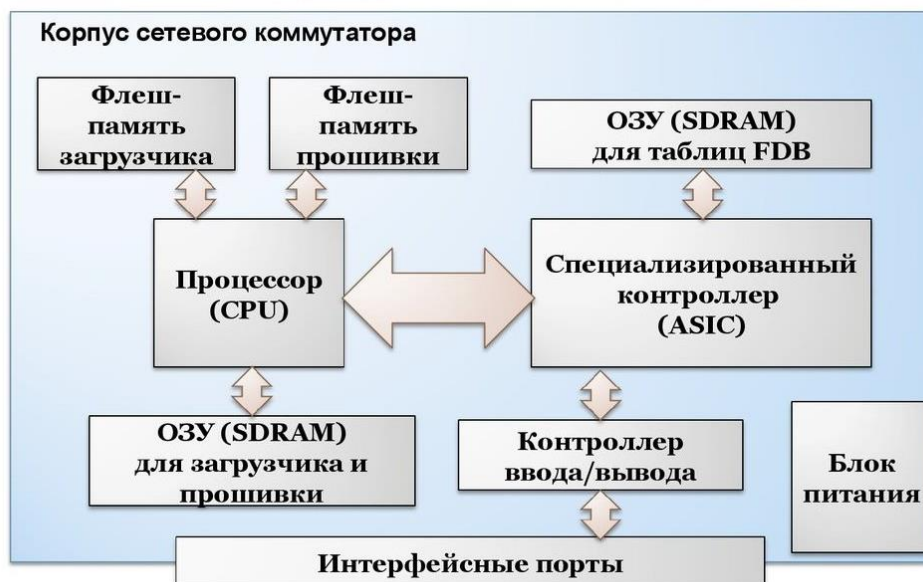 Корпус сетевого коммутатора
Флеш-
память
загрузчика
Флеш-
память
прошивки
ОЗУ (SDRAM)
для таблиц FDB
Процессор
(CPU)
Специализированный
контроллер
(ASIC)
ОЗУ (SDRAM)
для загрузчика и
прошивки
Контроллер
ввода/вывода
Блок
питания
Интерфейсные порты